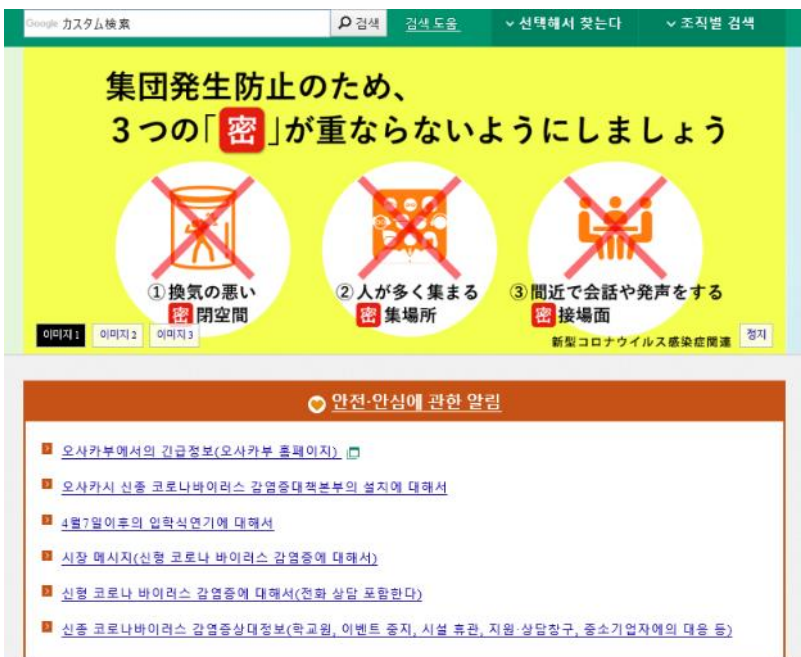 Google カスタム検索 검색 검색 도움 선택해서 찾는다 조직별 검색
集団発生防止のため、
3つの「密」が重ならないようにしましょう
①換気の悪い 密閉空間
②人が多く集まる 密集場所
③間近で会話や発声をする 密接場面
이미지 1 이미지 2 이미지 3 新型コロナウイルス感染症関連 정지
안전·안심에 관한 알림
오사카부에서의 긴급정보(오사카부 홈페이지)
오사카시 신종 코로나바이러스 감염증대책본부의 설치에 대해서
4월7일이후의 입학식연기에 대해서
시장 메시지(신형 코로나 바이러스 감염증에 대해서)
신형 코로나 바이러스 감염증에 대해서(전화 상담 포함한다)
신종 코로나바이러스 감염증상대정보(학교원, 이벤트 중지, 시설 휴관, 지원·상담창구, 중소기업자에의 대응 등)